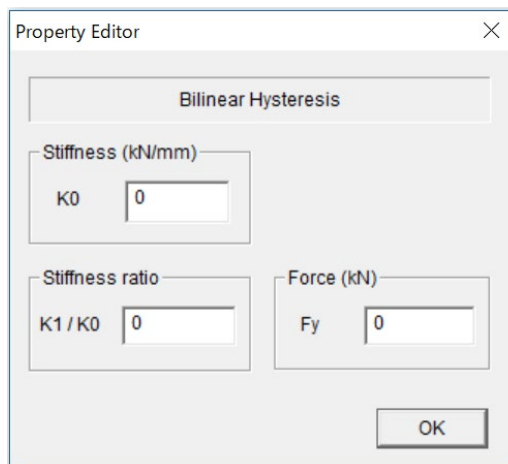 Property Editor
Bilinear Hysteresis
Stiffness (kN/mm)
K0 0
Stiffness ratio
K1 / K0 0
Force (kN)
Fy 0
OK